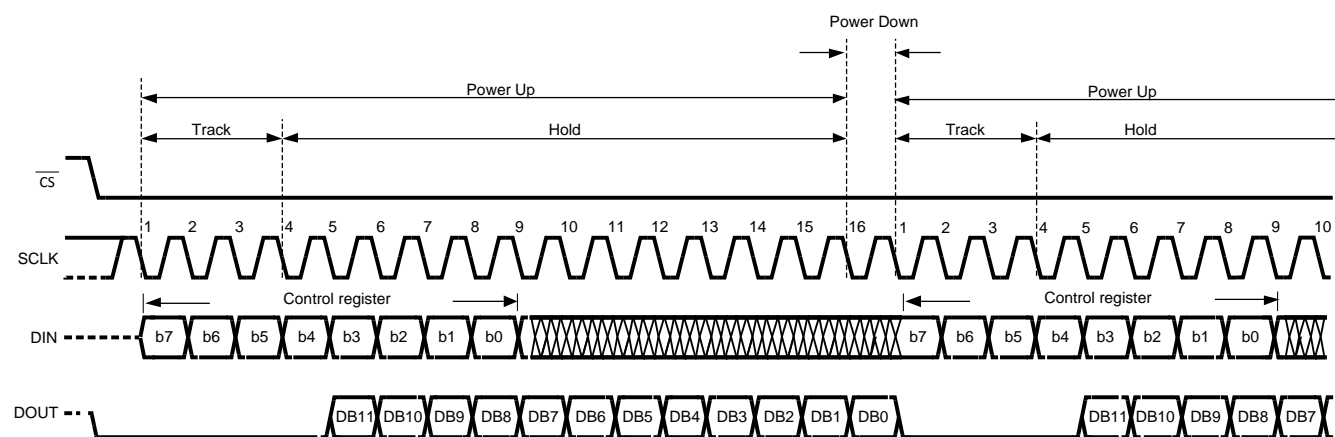 Power Down
Power Up Power Up
Track Hold Track Hold
CS
1 2 3 4 5 6 7 8 9 10 11 12 13 14 15 16 1 2 3 4 5 6 7 8 9 10
SCLK
Control register Control register
DIN b7 b6 b5 b4 b3 b2 b1 b0 b7 b6 b5 b4 b3 b2 b1 b0
DOUT DB11 DB10 DB9 DB8 DB7 DB6 DB5 DB4 DB3 DB2 DB1 DB0 DB11 DB10 DB9 DB8 DB7